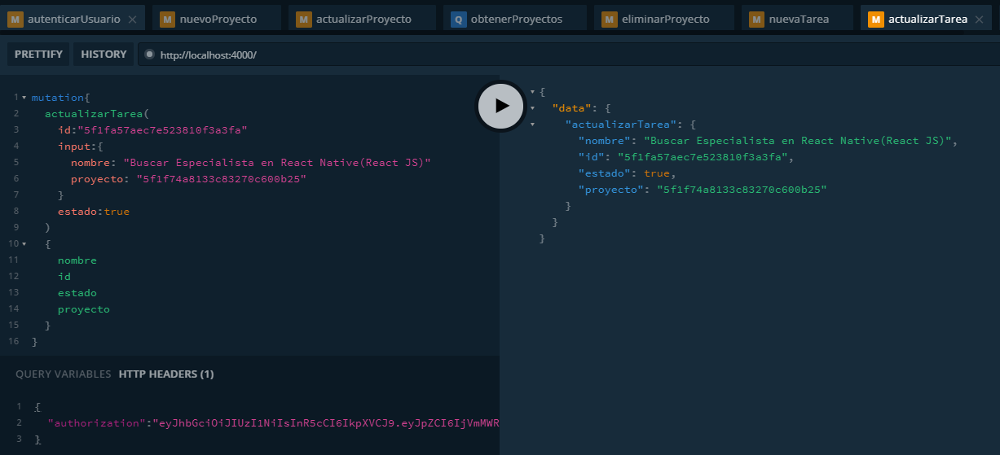 M autenticarUsuario
M nuevoProyecto
M actualizarProyecto
Q obtenerProyectos
M eliminarProyecto
M nuevaTarea
M actualizarTarea
PRETTIFY
HISTORY
http://localhost:4000/
1 mutation{
2 actualizarTarea(
3 id:"5f1fa57aec7e523810f3a3fa"
4 input:{
5 nombre: "Buscar Especialista en React Native(React JS)"
6 proyecto: "5f1f74a8133c83270c600b25"
7 }
8 estado:true
9 )
10 {
11 nombre
12 id
13 estado
14 proyecto
15 }
16 }
{
"data": {
"actualizarTarea": {
"nombre": "Buscar Especialista en React Native(React JS)",
"id": "5f1fa57aec7e523810f3a3fa",
"estado": true,
"proyecto": "5f1f74a8133c83270c600b25"
}
}
}
QUERY VARIABLES HTTP HEADERS (1)
1 {
2 "authorization":"eyJhbGciOiJIUzI1NiIsInR5cCI6IkpXVCJ9.eyJpZCI6IjVmMWR
3 }